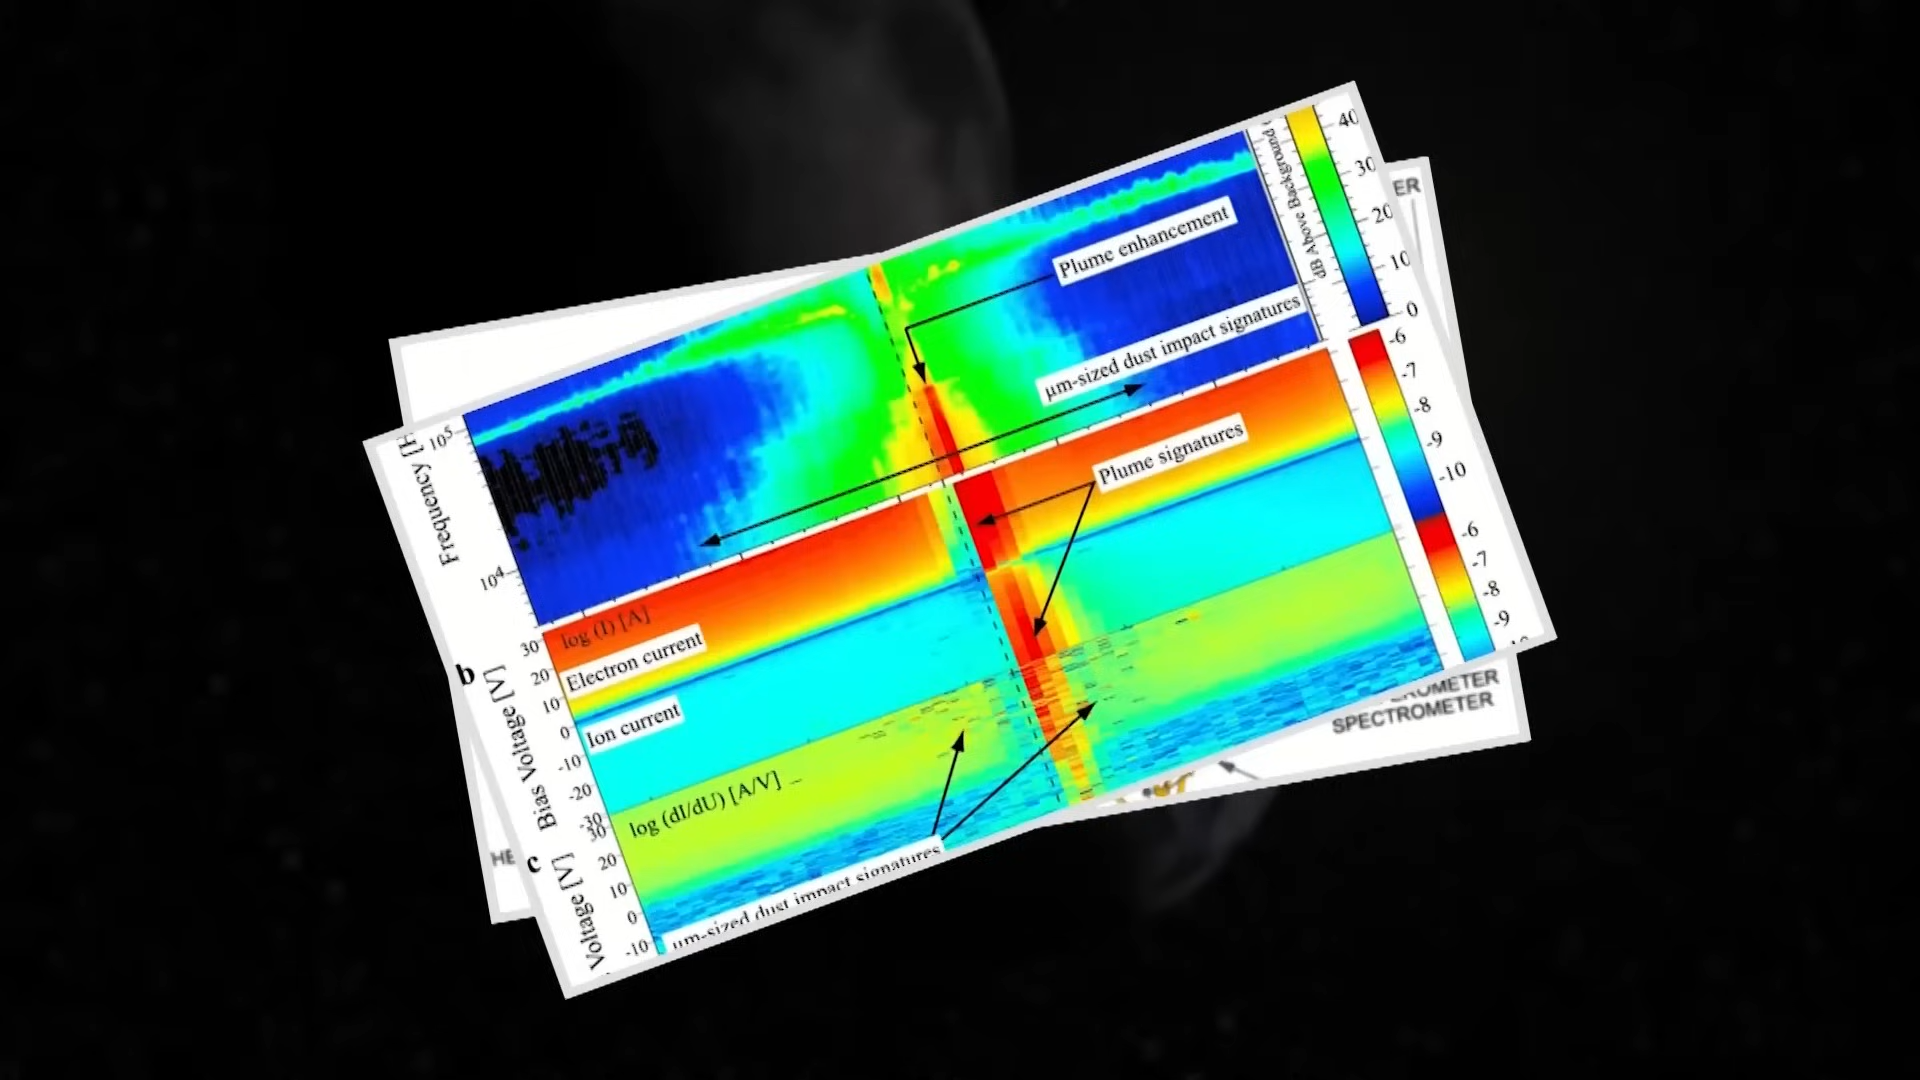 Frequency [H
10⁵
10⁴
Plume enhancement
µm-sized dust impact signatures
dB Above Background
40
30
20
10
0
b
Bias Voltage [V]
30
20
10
0
-10
-20
-30
log (I) [A]
Electron current
Ion current
Plume signatures
-6
-7
-8
-9
-10
c
Voltage [V]
30
20
10
0
-10
log (dI/dU) [A/V]
µm-sized dust impact signatures
-6
-7
-8
-9
ER
HE
EROMETER
SPECTROMETER